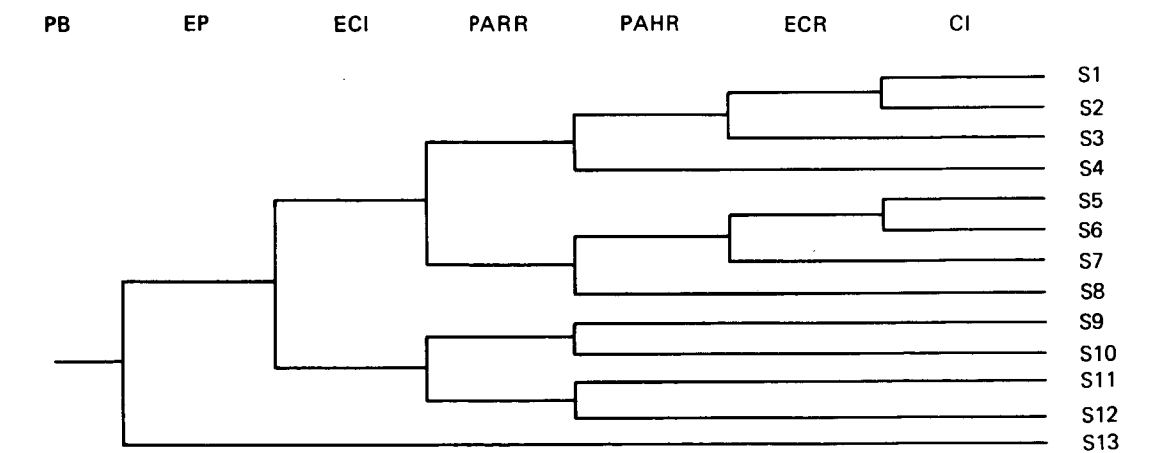 PB EP ECI PARR PAHR ECR CI
S1
S2
S3
S4
S5
S6
S7
S8
S9
S10
S11
S12
S13